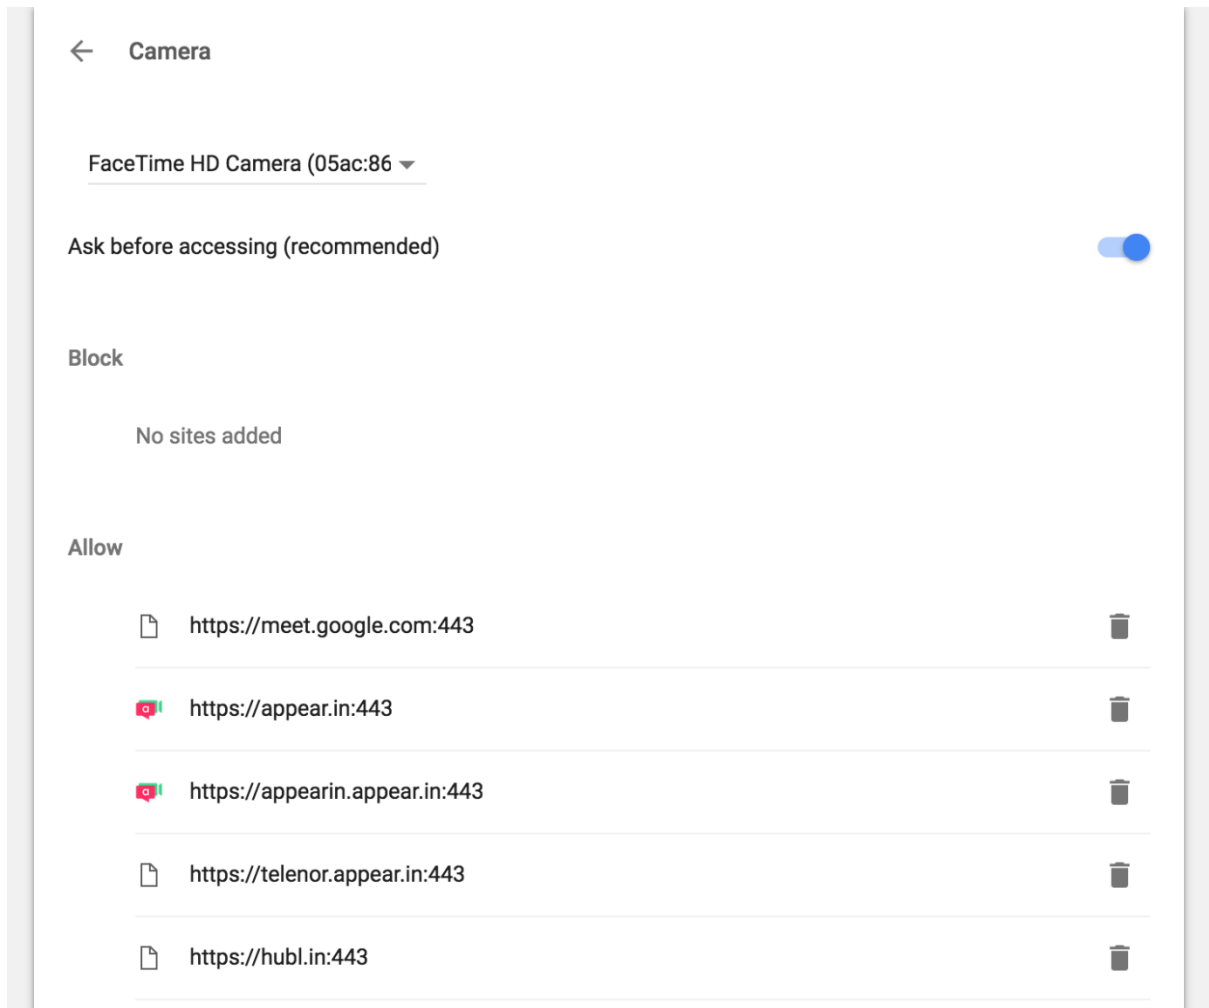 Camera
FaceTime HD Camera (05ac:86
Ask before accessing (recommended)
Block
No sites added
Allow
https://meet.google.com:443
a
https://appear.in:443
a
https://appearin.appear.in:443
https://telenor.appear.in:443
https://hubl.in:443